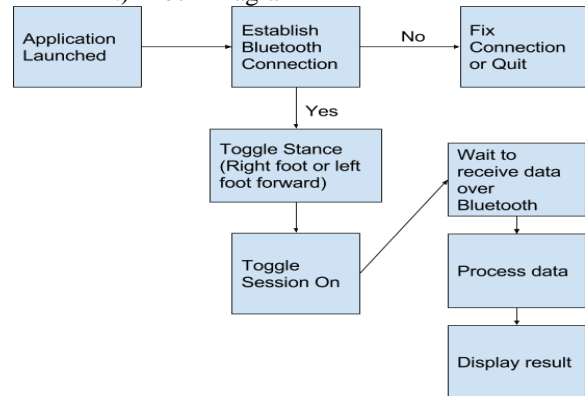 Application
Launched
Establish
Bluetooth
Connection
No
Fix
Connection
or Quit
Yes
Toggle Stance
(Right foot or left
foot forward)
Wait to
receive data
over
Bluetooth
Toggle
Session On
Process data
Display result